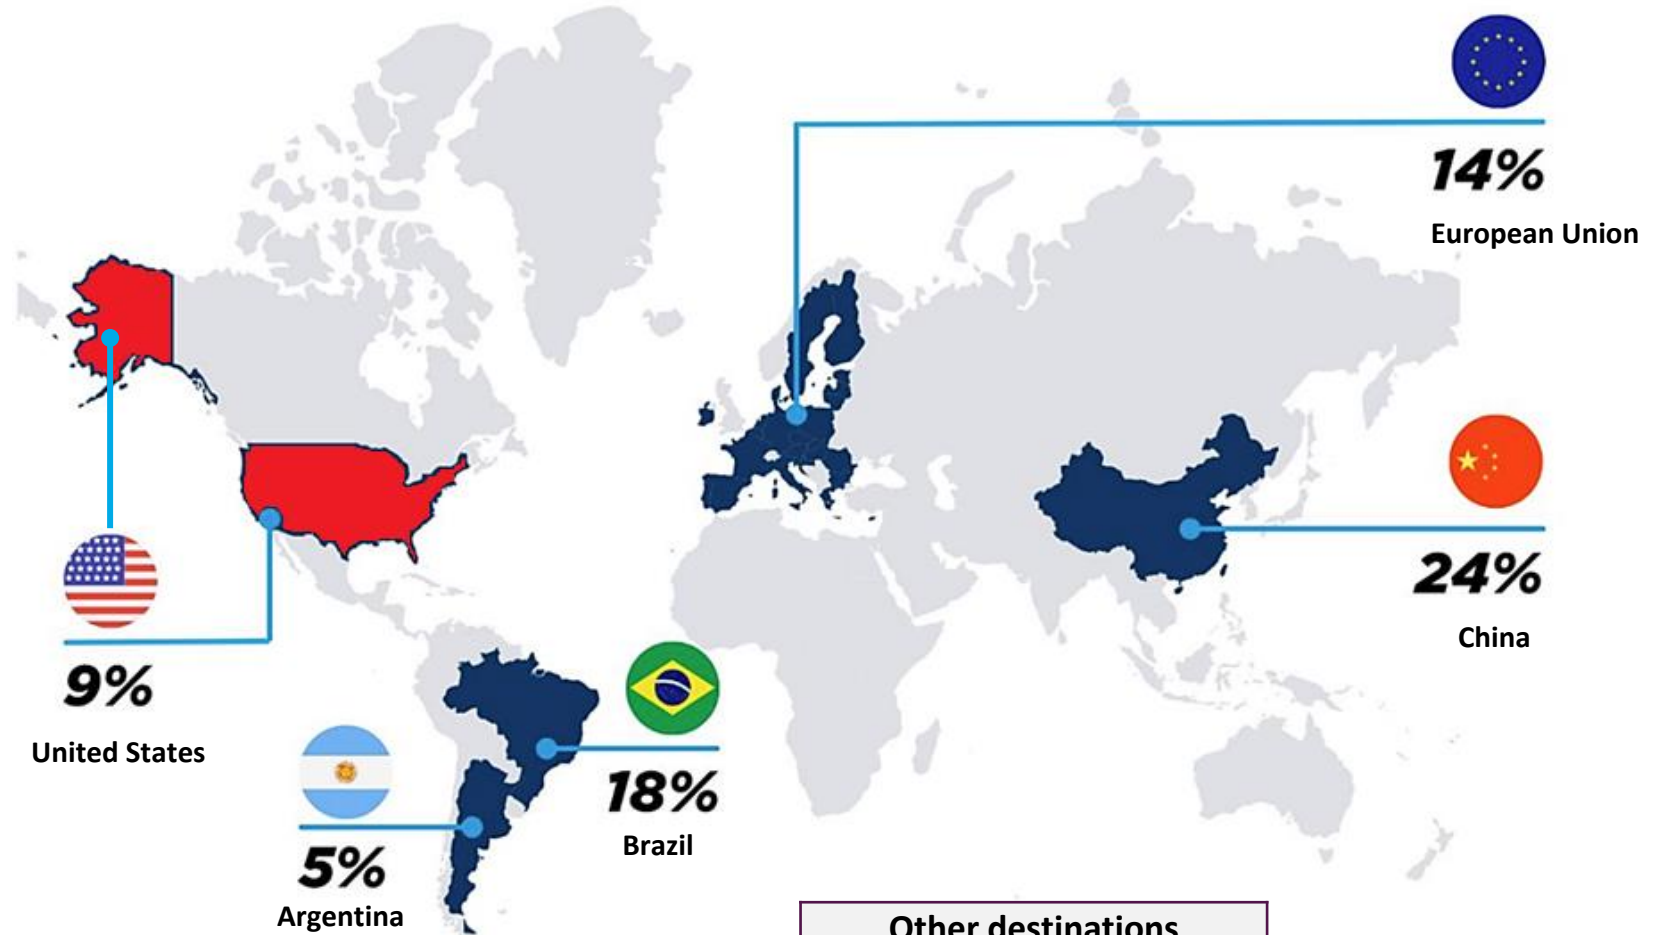 14%
European Union
24%
China
9%
United States
18%
Brazil
5%
Argentina
Other destinations